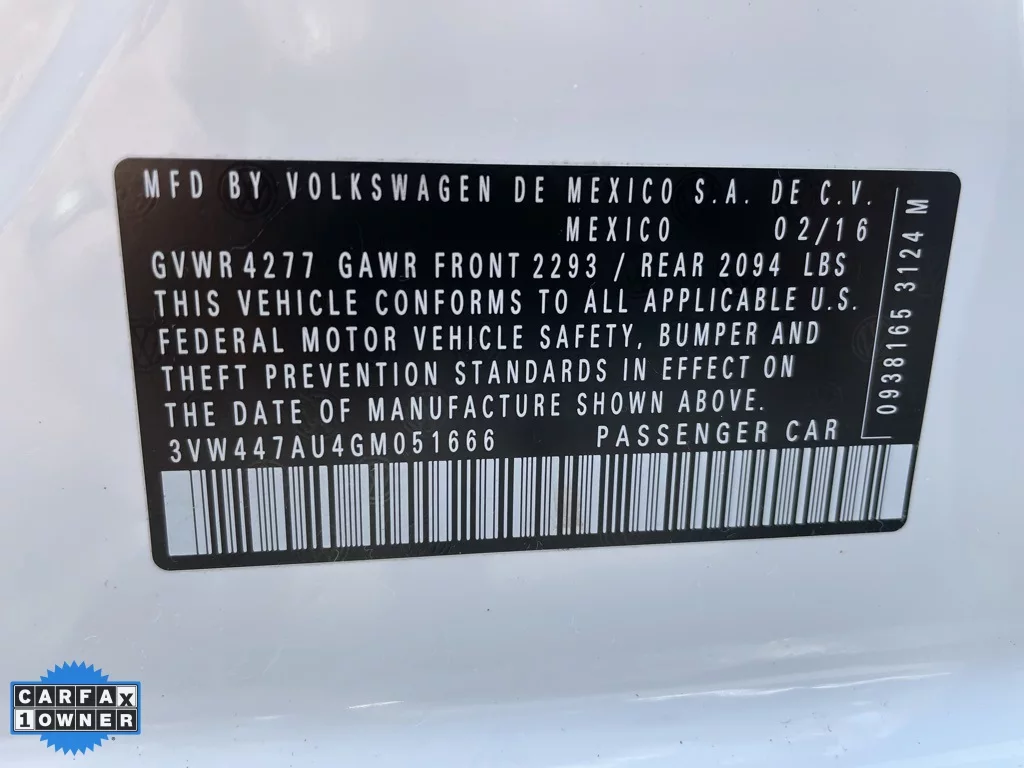 MFD BY VOLKSWAGEN DE MEXICO S.A. DE C.V.
MEXICO 02/16
GVWR 4277 GAWR FRONT 2293 / REAR 2094 LBS
THIS VEHICLE CONFORMS TO ALL APPLICABLE U.S.
FEDERAL MOTOR VEHICLE SAFETY, BUMPER AND
THEFT PREVENTION STANDARDS IN EFFECT ON
THE DATE OF MANUFACTURE SHOWN ABOVE.
3VW447AU4GM051666 PASSENGER CAR
0938165 3124 M
CARFAX
1 OWNER